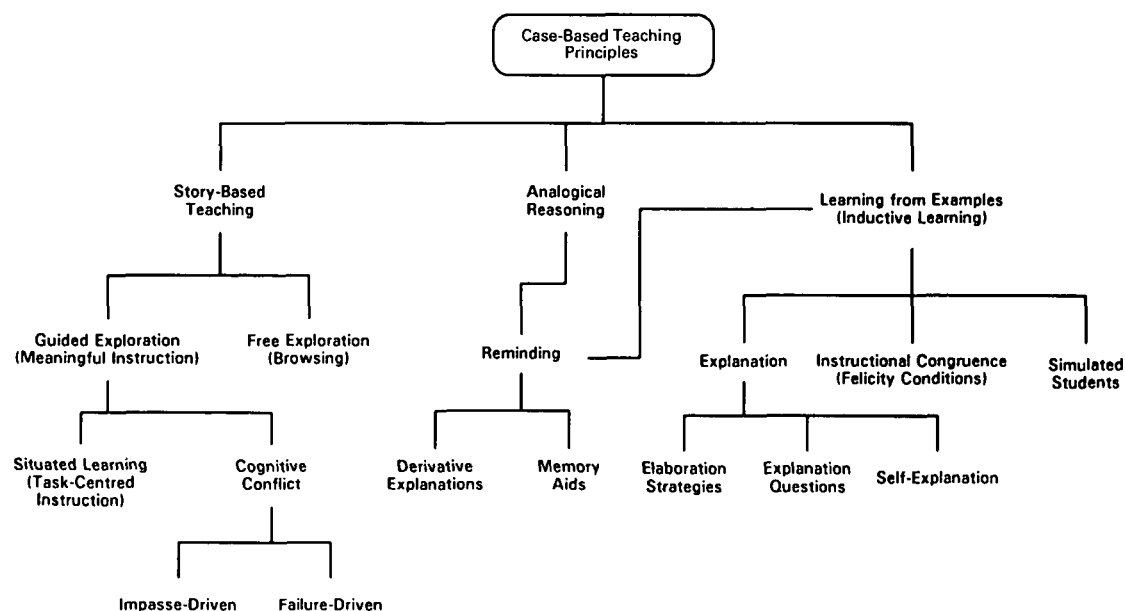 Case-Based Teaching
Principles
Story-Based
Teaching
Analogical
Reasoning
Learning from Examples
(Inductive Learning)
Guided Exploration
(Meaningful Instruction)
Free Exploration
(Browsing)
Reminding
Explanation
Instructional Congruence
(Felicity Conditions)
Simulated
Students
Situated Learning
(Task-Centred
Instruction)
Cognitive
Conflict
Derivative
Explanations
Memory
Aids
Elaboration
Strategies
Explanation
Questions
Self-Explanation
Impasse-Driven
Failure-Driven